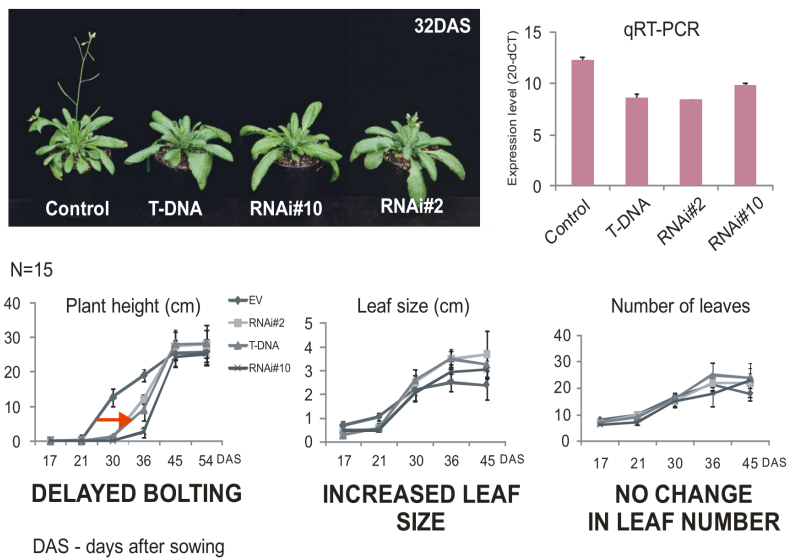 32DAS
Control T-DNA RNAi#10 RNAi#2
qRT-PCR
Expression level (20-dCT)
15
10
5
0
Control T-DNA RNAi#2 RNAi#10
N=15
Plant height (cm)
EV
RNAi#2
T-DNA
RNAi#10
40
30
20
10
0
17 21 30 36 45 54 DAS
DELAYED BOLTING
Leaf size (cm)
5
4
3
2
1
0
17 21 30 36 45 DAS
INCREASED LEAF
SIZE
Number of leaves
40
30
20
10
0
17 21 30 36 45 DAS
NO CHANGE
IN LEAF NUMBER
DAS - days after sowing